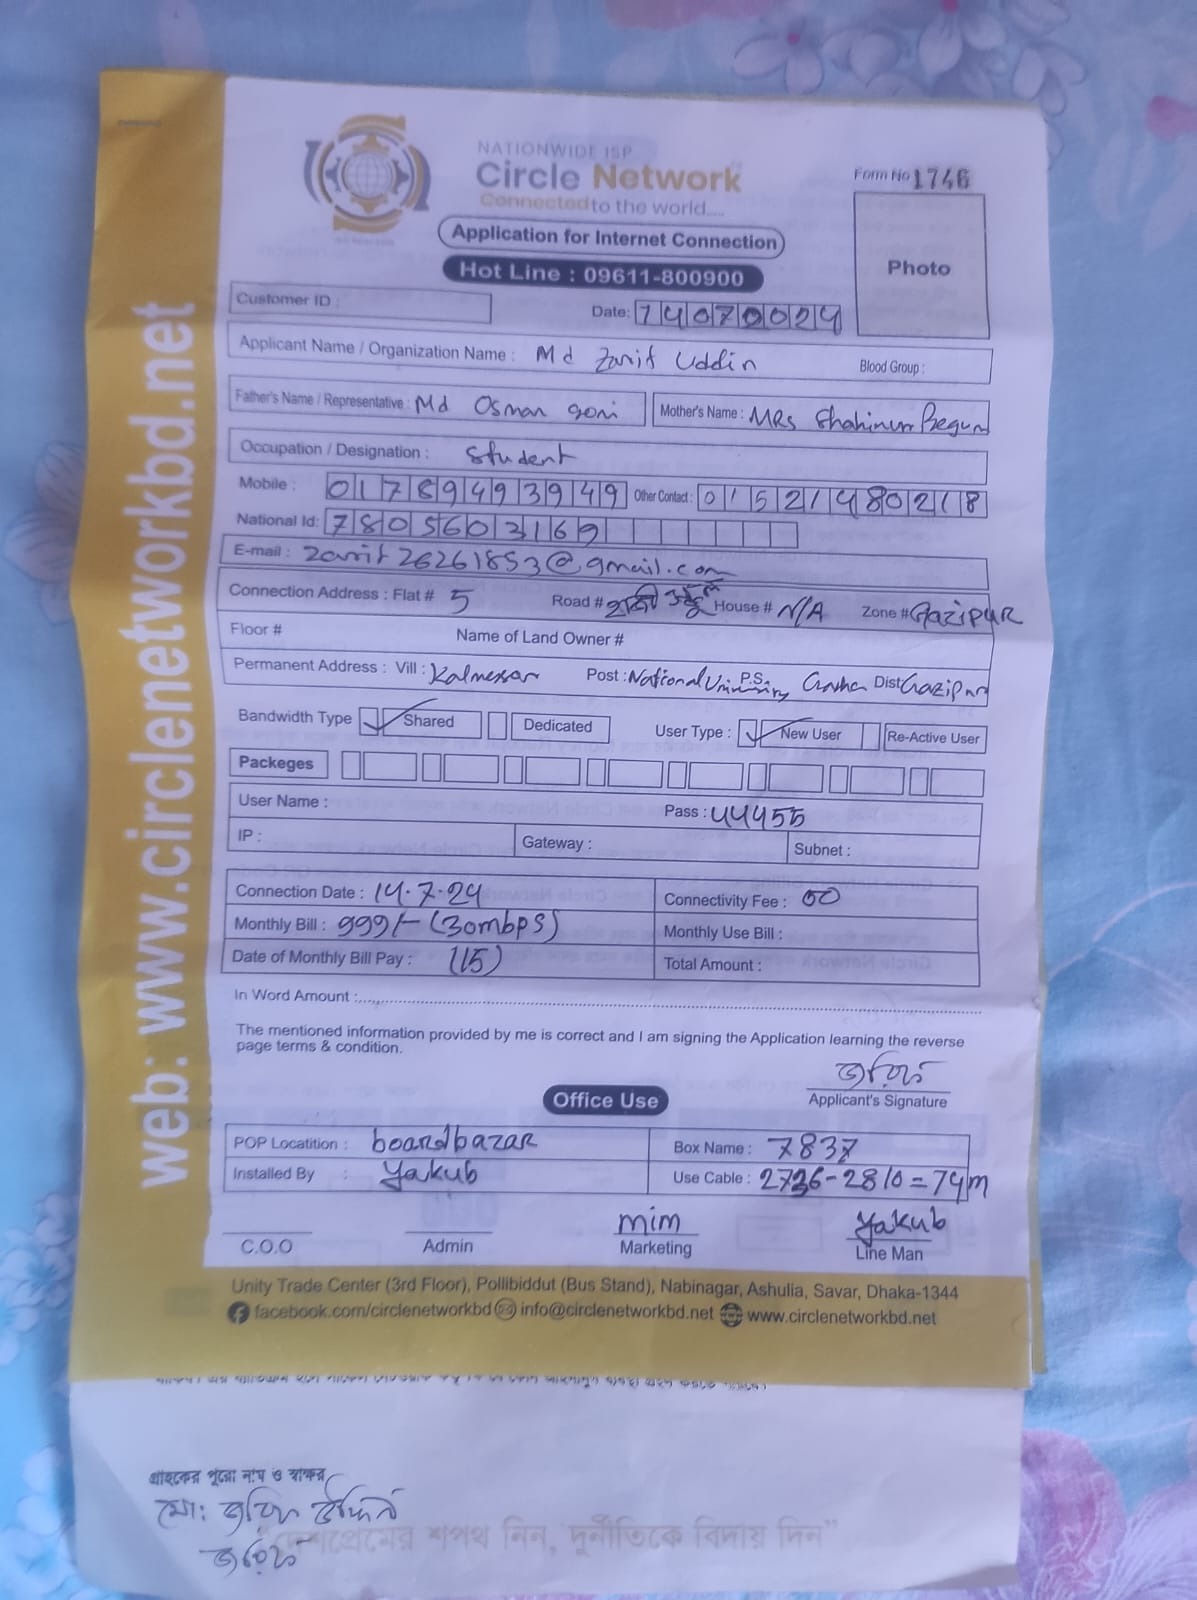 NATIONWIDE ISP
Circle Network
Connected to the world....
Form No 1746
Application for Internet Connection
Hot Line : 09611-800900
Photo
Customer ID :
Date: 14070024
Applicant Name / Organization Name : Md Zarif Uddin Blood Group :
Father's Name / Representative : Md Osman goni Mother's Name : MRs Shahinur Begum
Occupation / Designation : Student
Mobile : 01789493949 Other Contact : 01521480218
National Id: 7805603169
E-mail : zarif26261853@gmail.com
Connection Address : Flat # 5 Road # House # N/A Zone # Gazipur
Floor # Name of Land Owner #
Permanent Address : Vill : Kalmessor Post : National University P.S. Gacha Dist Gazipur
Bandwidth Type Shared Dedicated User Type : New User Re-Active User
Packeges
User Name : Pass : 44455
IP : Gateway : Subnet :
Connection Date : 14.7.24 Connectivity Fee : 00
Monthly Bill : 999/- (30mbps) Monthly Use Bill :
Date of Monthly Bill Pay : (15) Total Amount :
In Word Amount :
The mentioned information provided by me is correct and I am signing the Application learning the reverse
page terms & condition.
জরিফ
Applicant's Signature
Office Use
POP Locatition : boardbazar Box Name : 7837
Installed By : Yakub Use Cable : 2736-2810=74m
mim Yakub
C.O.O Admin Marketing Line Man
Unity Trade Center (3rd Floor), Pollibiddut (Bus Stand), Nabinagar, Ashulia, Savar, Dhaka-1344
facebook.com/circlenetworkbd info@circlenetworkbd.net www.circlenetworkbd.net
web: www.circlenetworkbd.net
গ্রাহকের পুরো নাম ও স্বাক্ষর
মো: জরিফ উদ্দিন
জরিফ
"দেশপ্রেমের শপথ নিন, দুর্নীতিকে বিদায় দিন"